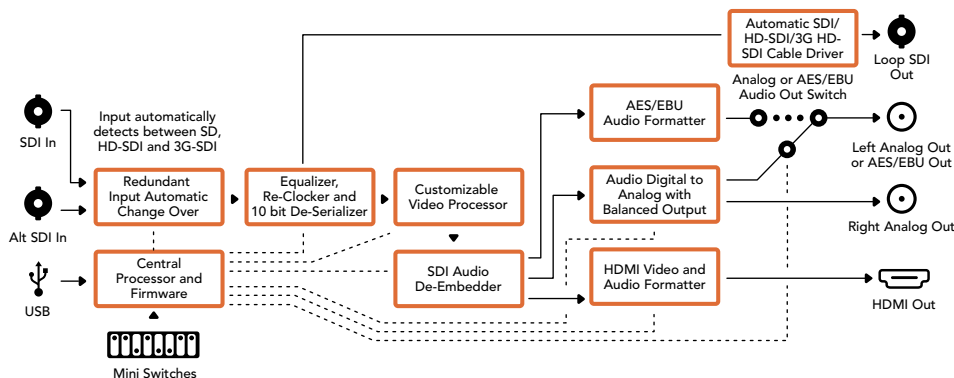 Automatic SDI/
HD-SDI/3G HD-
SDI Cable Driver
Loop SDI
Out
Analog or AES/EBU
Audio Out Switch
AES/EBU
Audio Formatter
Input automatically
detects between SD,
HD-SDI and 3G-SDI
SDI In
Left Analog Out
or AES/EBU Out
Redundant
Input Automatic
Change Over
Equalizer,
Re-Clocker and
10 bit De-Serializer
Customizable
Video Processor
Audio Digital to
Analog with
Balanced Output
Alt SDI In
Right Analog Out
Central
Processor and
Firmware
SDI Audio
De-Embedder
HDMI Video and
Audio Formatter
USB
HDMI Out
Mini Switches